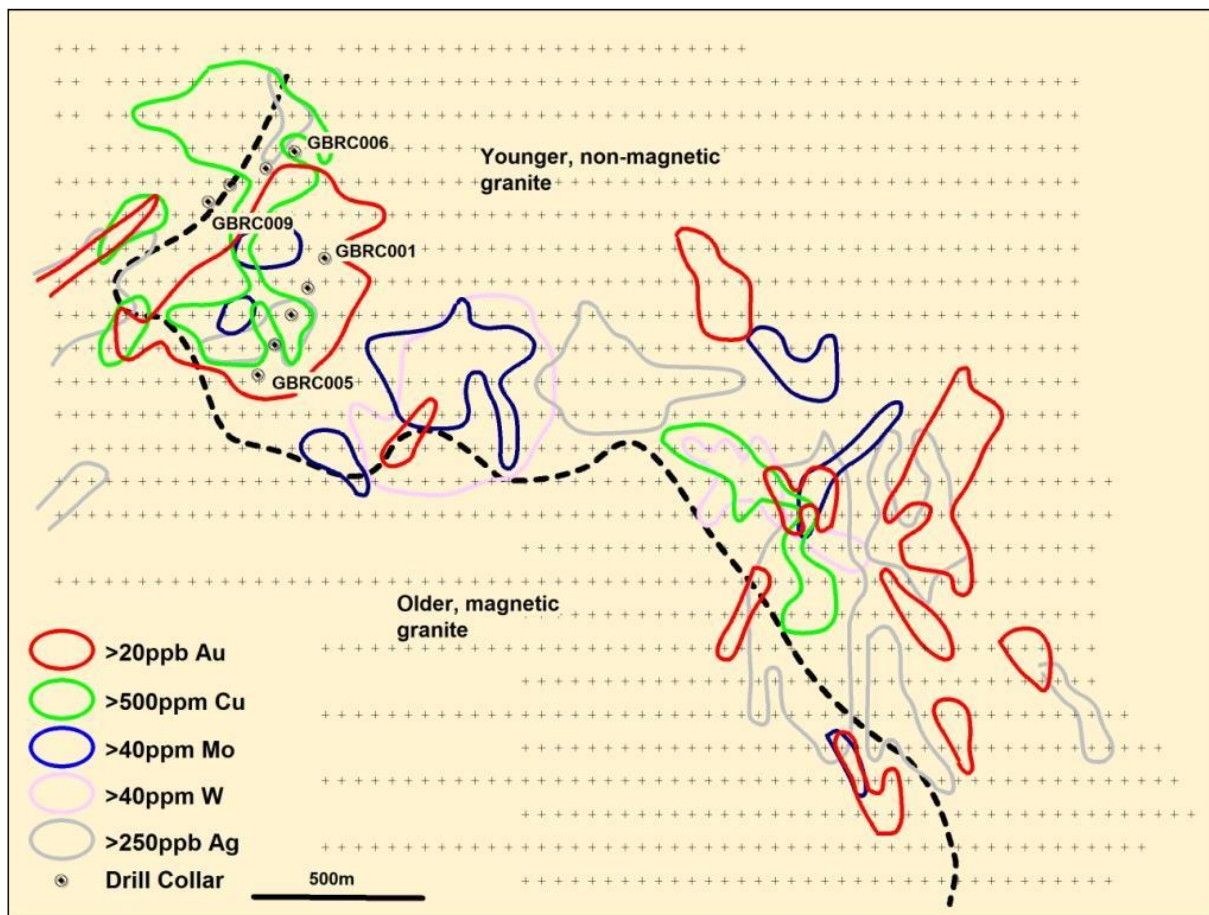 GBRC006
Younger, non-magnetic
granite
GBRC009
GBRC001
GBRC005
Older, magnetic
granite
>20ppb Au
>500ppm Cu
>40ppm Mo
>40ppm W
>250ppb Ag
Drill Collar
500m